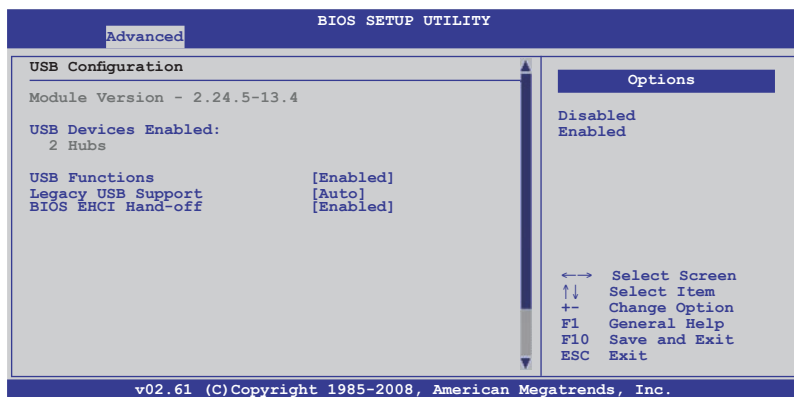 BIOS SETUP UTILITY
Advanced
USB Configuration
Module Version - 2.24.5-13.4
USB Devices Enabled:
2 Hubs
USB Functions [Enabled]
Legacy USB Support [Auto]
BIOS EHCI Hand-off [Enabled]
Options
Disabled
Enabled
←→ Select Screen
↑↓ Select Item
+- Change Option
F1 General Help
F10 Save and Exit
ESC Exit
v02.61 (C)Copyright 1985-2008, American Megatrends, Inc.